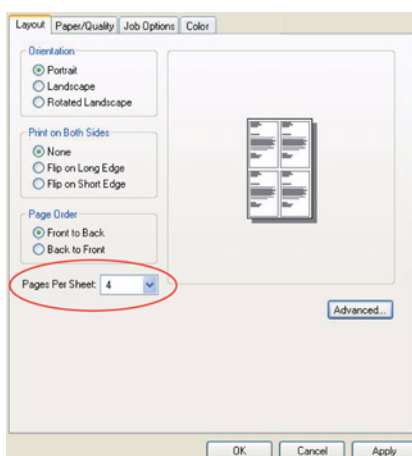 Layout Paper/Quality Job Options Color
Orientation
Portrait
Landscape
Rotated Landscape
Print on Both Sides
None
Flip on Long Edge
Flip on Short Edge
Page Order
Front to Back
Back to Front
Pages Per Sheet: 4
Advanced...
OK Cancel Apply